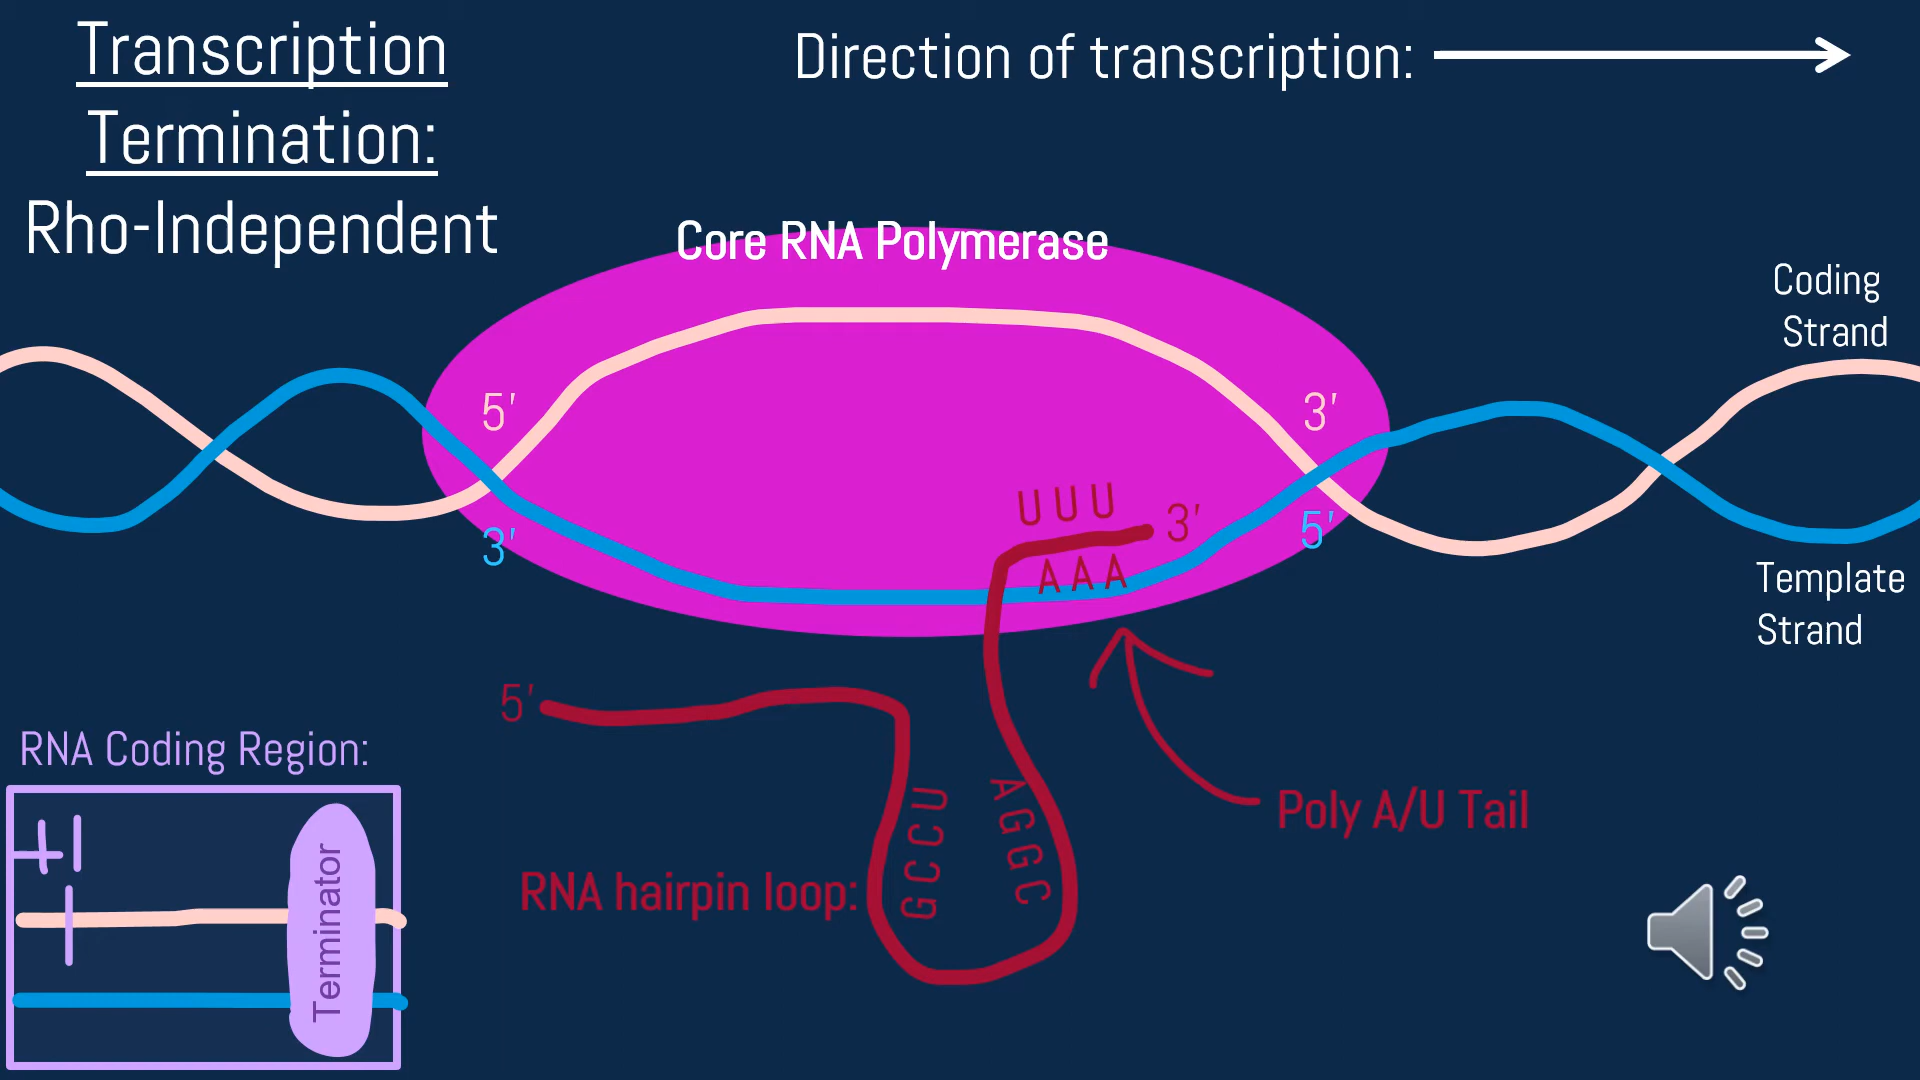 Transcription
Termination:
Rho-Independent
Direction of transcription:
Core RNA Polymerase
Coding
Strand
5'
3'
UUU
3'
3'
5'
AAA
Template
Strand
5'
RNA Coding Region:
+1
Terminator
GCCU
AGGC
RNA hairpin loop:
Poly A/U Tail